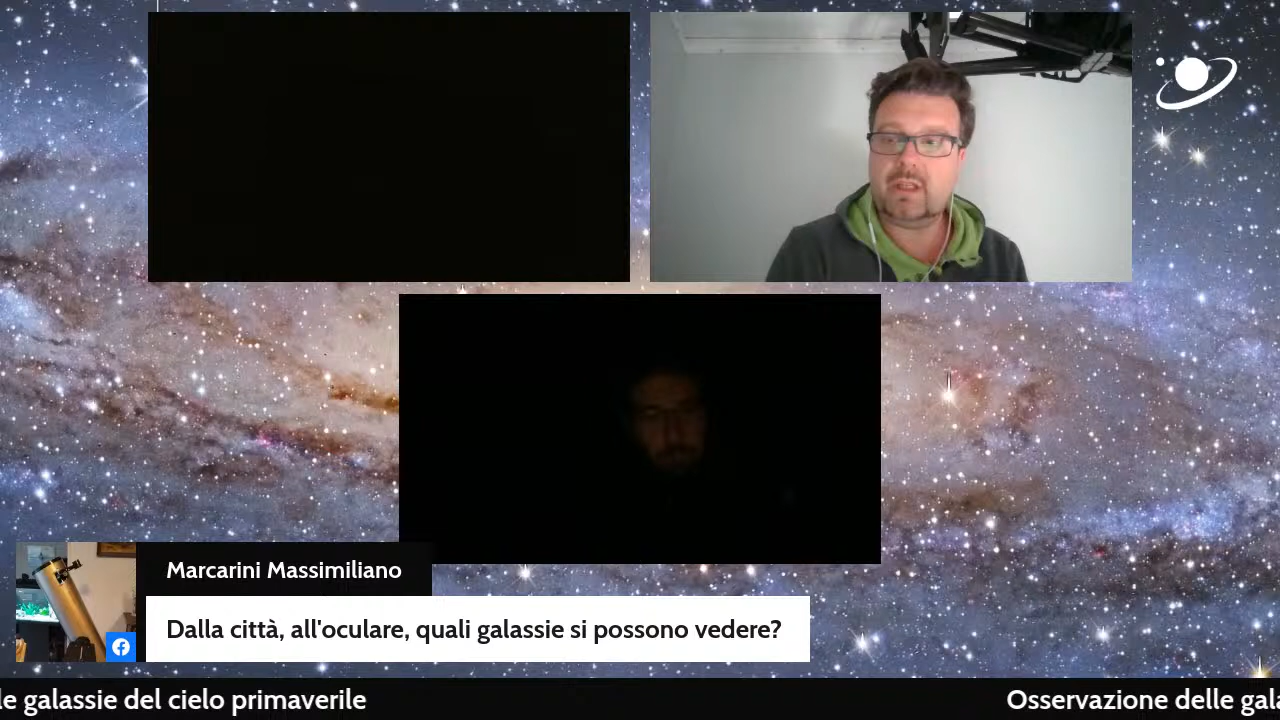 Marcarini Massimiliano
Dalla città, all'oculare, quali galassie si possono vedere?
le galassie del cielo primaverile
Osservazione delle gala